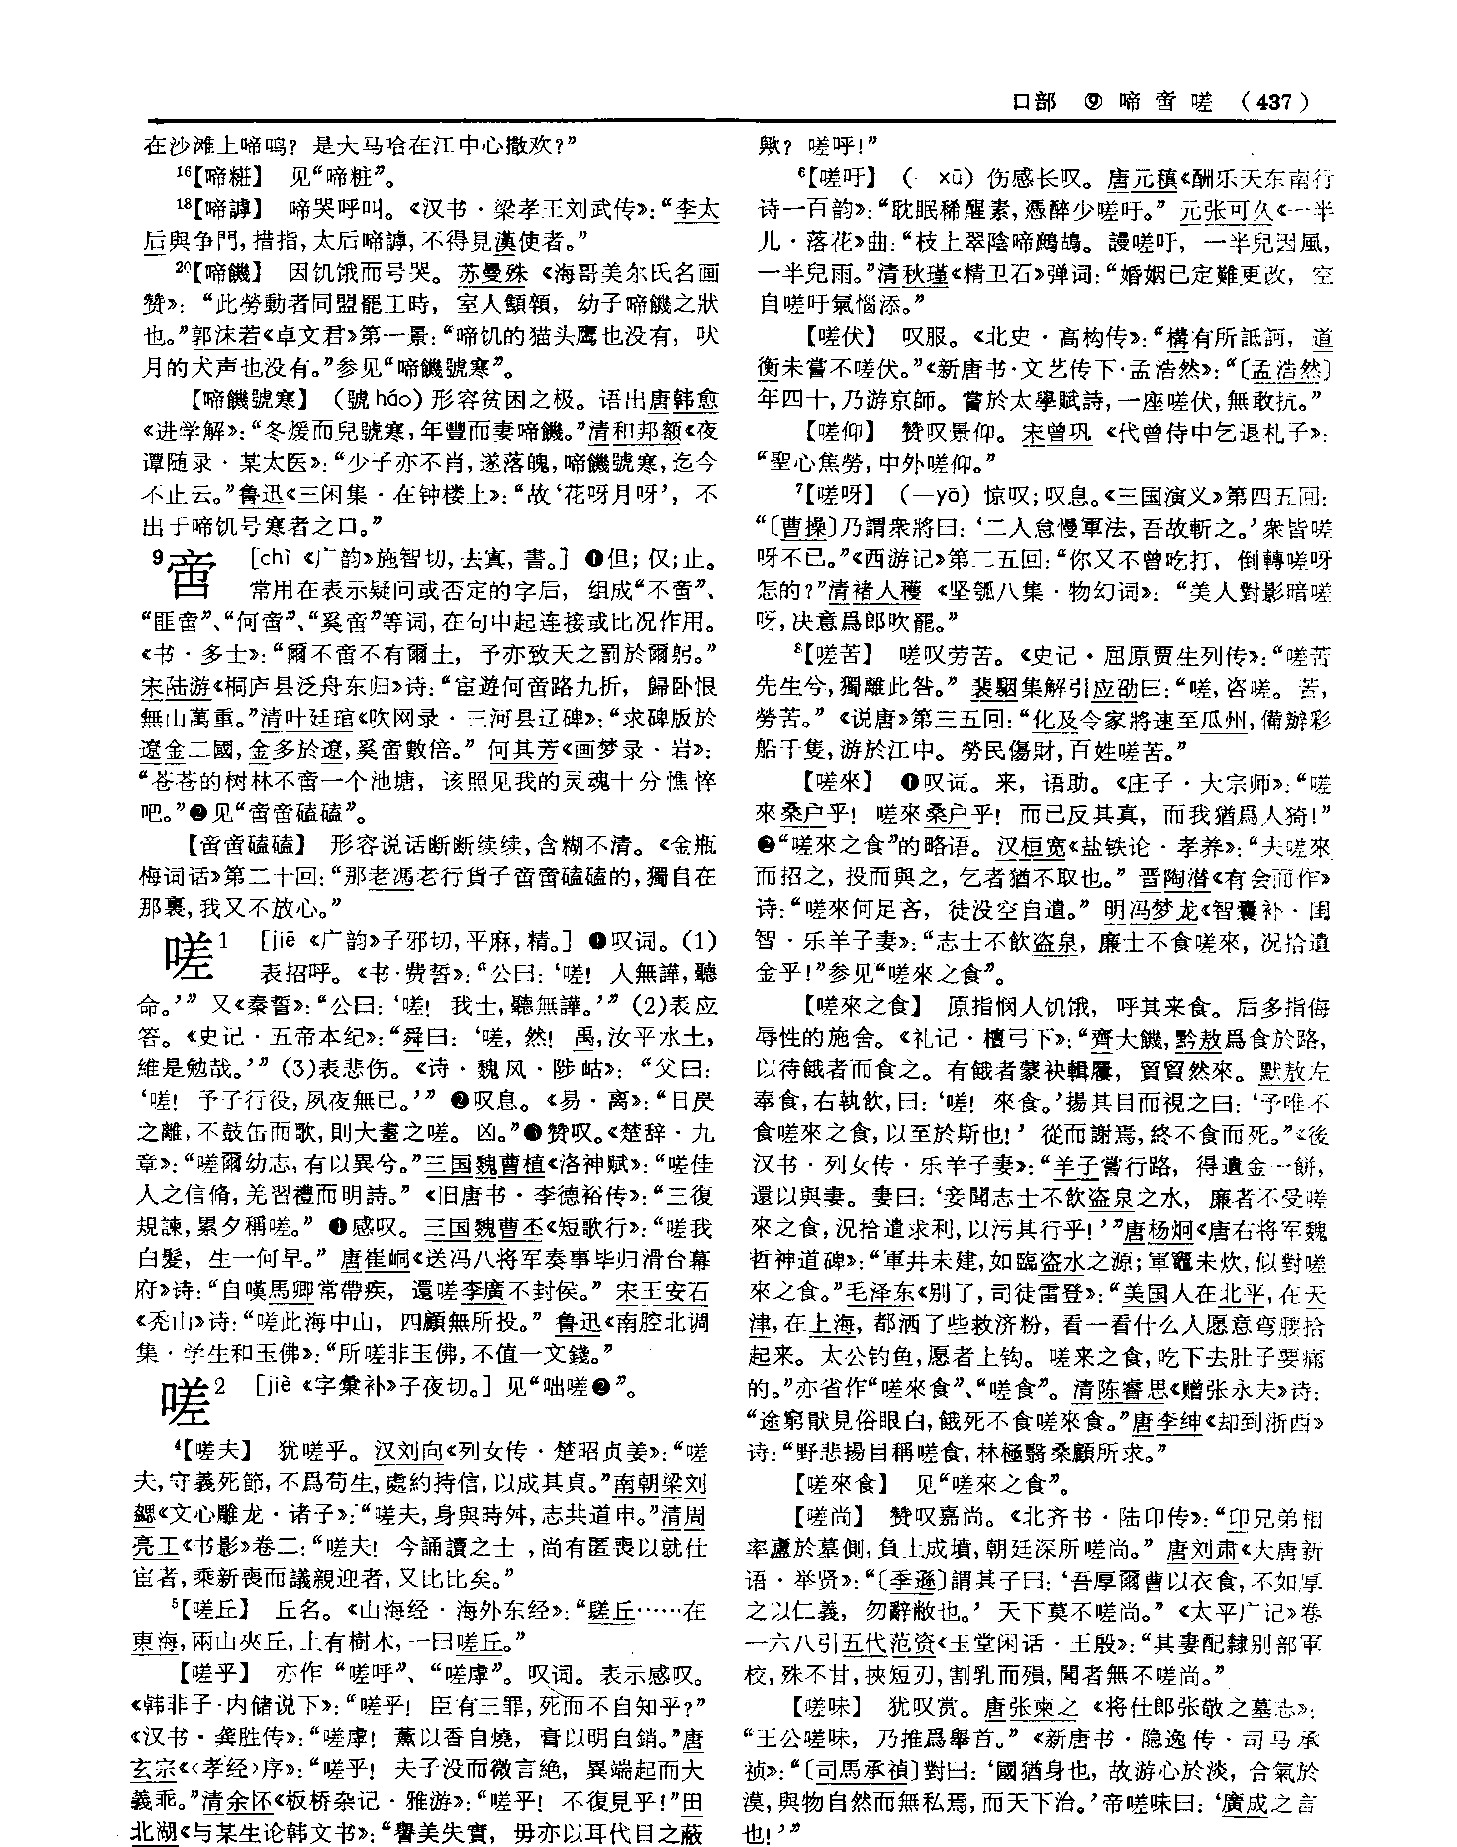 口部 ⑨ 啼 啻 嗟 (437)
在沙滩上啼鸣？是大马哈在江中心撒欢？”
¹⁶【啼糚】 见“啼粧”。
¹⁸【啼謼】 啼哭呼叫。《汉书·梁孝王刘武传》：“李太
后與争門，措指，太后啼謼，不得見漢使者。”
²⁰【啼饑】 因饥饿而号哭。苏曼殊《海哥美尔氏名画
赞》：“此勞動者同盟罷工時，室人顦顇，幼子啼饑之狀
也。”郭沫若《卓文君》第一景：“啼饥的猫头鹰也没有，吠
月的犬声也没有。”参见“啼饑號寒”。
【啼饑號寒】 （號 háo）形容贫困之极。语出唐韩愈
《进学解》：“冬煖而兒號寒，年豐而妻啼饑。”清和邦额《夜
谭随录·某太医》：“少子亦不肖，遂落魄，啼饑號寒，迄今
不止云。”鲁迅《三闲集·在钟楼上》：“故‘花呀月呀’，不
出于啼饥号寒者之口。”
⁹啻 [chì《广韵》施智切，去寘，書。] ❶但；仅；止。
常用在表示疑问或否定的字后，组成“不啻”、
“匪啻”、“何啻”、“奚啻”等词，在句中起连接或比况作用。
《书·多士》：“爾不啻不有爾土，予亦致天之罰於爾躬。”
宋陆游《桐庐县泛舟东归》诗：“宦遊何啻路九折，歸卧恨
無山萬重。”清叶廷琯《吹网录·三河县辽碑》：“求碑版於
遼金二國，金多於遼，奚啻數倍。”何其芳《画梦录·岩》：
“苍苍的树林不啻一个池塘，该照见我的灵魂十分憔悴
吧。”❷见“啻啻磕磕”。
【啻啻磕磕】 形容说话断断续续，含糊不清。《金瓶
梅词话》第二十回：“那老馮老行貨子啻啻磕磕的，獨自在
那裏，我又不放心。”
嗟1 [jiē《广韵》子邪切，平麻，精。] ❶叹词。(1)
表招呼。《书·费誓》：“公曰：‘嗟！人無譁，聽
命。’”又《秦誓》：“公曰：‘嗟！我士，聽無譁。’”(2)表应
答。《史记·五帝本纪》：“舜曰：‘嗟，然！禹，汝平水土，
維是勉哉。’”(3)表悲伤。《诗·魏风·陟岵》：“父曰：
‘嗟！予子行役，夙夜無已。’”❷叹息。《易·离》：“日昃
之離，不鼓缶而歌，則大耋之嗟。凶。”❸赞叹。《楚辞·九
章》：“嗟爾幼志，有以異兮。”三国魏曹植《洛神赋》：“嗟佳
人之信脩，羌習禮而明詩。”《旧唐书·李德裕传》：“三復
規諫，累夕稱嗟。”❹感叹。三国魏曹丕《短歌行》：“嗟我
白髮，生一何早。”唐崔峒《送冯八将军奏事毕归滑台幕
府》诗：“自嘆馬卿常帶疾，還嗟李廣不封侯。”宋王安石
《秃山》诗：“嗟此海中山，四顧無所投。”鲁迅《南腔北调
集·学生和玉佛》：“所嗟非玉佛，不值一文錢。”
嗟2 [jiè《字彙补》子夜切。] 见“咄嗟❷”。
⁴【嗟夫】 犹嗟乎。汉刘向《列女传·楚昭贞姜》：“嗟
夫，守義死節，不爲苟生，處約持信，以成其貞。”南朝梁刘
勰《文心雕龙·诸子》：“嗟夫，身與時舛，志共道申。”清周
亮工《书影》卷二：“嗟夫！今誦讀之士，尚有匿喪以就仕
宦者，乘新喪而議親迎者，又比比矣。”
⁵【嗟丘】 丘名。《山海经·海外东经》：“𨲠丘……在
東海，兩山夾丘，上有樹木，一曰嗟丘。”
【嗟乎】 亦作“嗟呼”、“嗟虖”。叹词。表示感叹。
《韩非子·内储说下》：“嗟乎！臣有三罪，死而不自知乎？”
《汉书·龚胜传》：“嗟虖！薰以香自燒，膏以明自銷。”唐
玄宗《〈孝经〉序》：“嗟乎！夫子没而微言絶，異端起而大
義乖。”清余怀《板桥杂记·雅游》：“嗟乎！不復見乎！”田
北湖《与某生论韩文书》：“譽美失實，毋亦以耳代目之蔽
歟？嗟呼！”
⁶【嗟吁】 （- xū）伤感长叹。唐元稹《酬乐天东南行
诗一百韵》：“耽眠稀醒素，憑醉少嗟吁。”元张可久《一半
儿·落花》曲：“枝上翠陰啼鷓鴣。謾嗟吁，一半兒因風，
一半兒雨。”清秋瑾《精卫石》弹词：“婚姻已定難更改，空
自嗟吁氣惱添。”
【嗟伏】 叹服。《北史·高构传》：“構有所詆訶，道
衡未嘗不嗟伏。”《新唐书·文艺传下·孟浩然》：“〔孟浩然〕
年四十，乃游京師。嘗於太學賦詩，一座嗟伏，無敢抗。”
【嗟仰】 赞叹景仰。宋曾巩《代曾侍中乞退札子》：
“聖心焦勞，中外嗟仰。”
⁷【嗟呀】 （—yā）惊叹；叹息。《三国演义》第四五回：
“〔曹操〕乃謂衆將曰：‘二人怠慢軍法，吾故斬之。’衆皆嗟
呀不已。”《西游记》第二五回：“你又不曾吃打，倒轉嗟呀
怎的？”清褚人穫《坚瓠八集·物幻词》：“美人對影暗嗟
呀，决意爲郎吹罷。”
⁸【嗟苦】 嗟叹劳苦。《史记·屈原贾生列传》：“嗟苦
先生兮，獨離此咎。”裴駰集解引应劭曰：“嗟，咨嗟。苦，
勞苦。”《说唐》第三五回：“化及令家將速至瓜州，備辦彩
船千隻，游於江中。勞民傷財，百姓嗟苦。”
【嗟來】 ❶叹词。来，语助。《庄子·大宗师》：“嗟
來桑户乎！嗟來桑户乎！而已反其真，而我猶爲人猗！”
❷“嗟來之食”的略语。汉桓宽《盐铁论·孝养》：“夫嗟來
而招之，投而與之，乞者猶不取也。”晋陶潜《有会而作》
诗：“嗟來何足吝，徒没空自遺。”明冯梦龙《智囊补·闺
智·乐羊子妻》：“志士不飲盗泉，廉士不食嗟來，况拾遺
金乎！”参见“嗟來之食”。
【嗟來之食】 原指悯人饥饿，呼其来食。后多指侮
辱性的施舍。《礼记·檀弓下》：“齊大饑，黔敖爲食於路，
以待餓者而食之。有餓者蒙袂輯屨，貿貿然來。黔敖左
奉食，右執飲，曰：‘嗟！來食。’揚其目而視之曰：‘予唯不
食嗟來之食，以至於斯也！’從而謝焉，終不食而死。”《後
汉书·列女传·乐羊子妻》：“羊子嘗行路，得遺金一餅，
還以與妻。妻曰：‘妾聞志士不飲盗泉之水，廉者不受嗟
來之食，况拾遺求利，以污其行乎！’”唐杨炯《唐右将军魏
哲神道碑》：“軍井未建，如臨盗水之源；軍竈未炊，似對嗟
來之食。”毛泽东《别了，司徒雷登》：“美国人在北平，在天
津，在上海，都洒了些救济粉，看一看什么人愿意弯腰拾
起来。太公钓鱼，愿者上钩。嗟来之食，吃下去肚子要痛
的。”亦省作“嗟來食”、“嗟食”。清陈睿思《赠张永夫》诗：
“途窮猒見俗眼白，餓死不食嗟來食。”唐李绅《却到浙西》
诗：“野悲揚目稱嗟食，林極翳桑顧所求。”
【嗟來食】 见“嗟來之食”。
【嗟尚】 赞叹嘉尚。《北齐书·陆卬传》：“卬兄弟相
率廬於墓側，負土成墳，朝廷深所嗟尚。”唐刘肃《大唐新
语·举贤》：“〔季遜〕謂其子曰：‘吾厚爾曹以衣食，不如厚
之以仁義，勿辭敝也。’天下莫不嗟尚。”《太平广记》卷
一六八引五代范资《玉堂闲话·王殷》：“其妻配隸别部軍
校，殊不甘，挾短刃，割乳而殞，聞者無不嗟尚。”
【嗟味】 犹叹赏。唐张柬之《将仕郎张敬之墓志》：
“王公嗟味，乃推爲舉首。”《新唐书·隐逸传·司马承
祯》：“〔司馬承禎〕對曰：‘國猶身也，故游心於淡，合氣於
漠，與物自然而無私焉，而天下治。’帝嗟味曰：‘廣成之言
也！’”